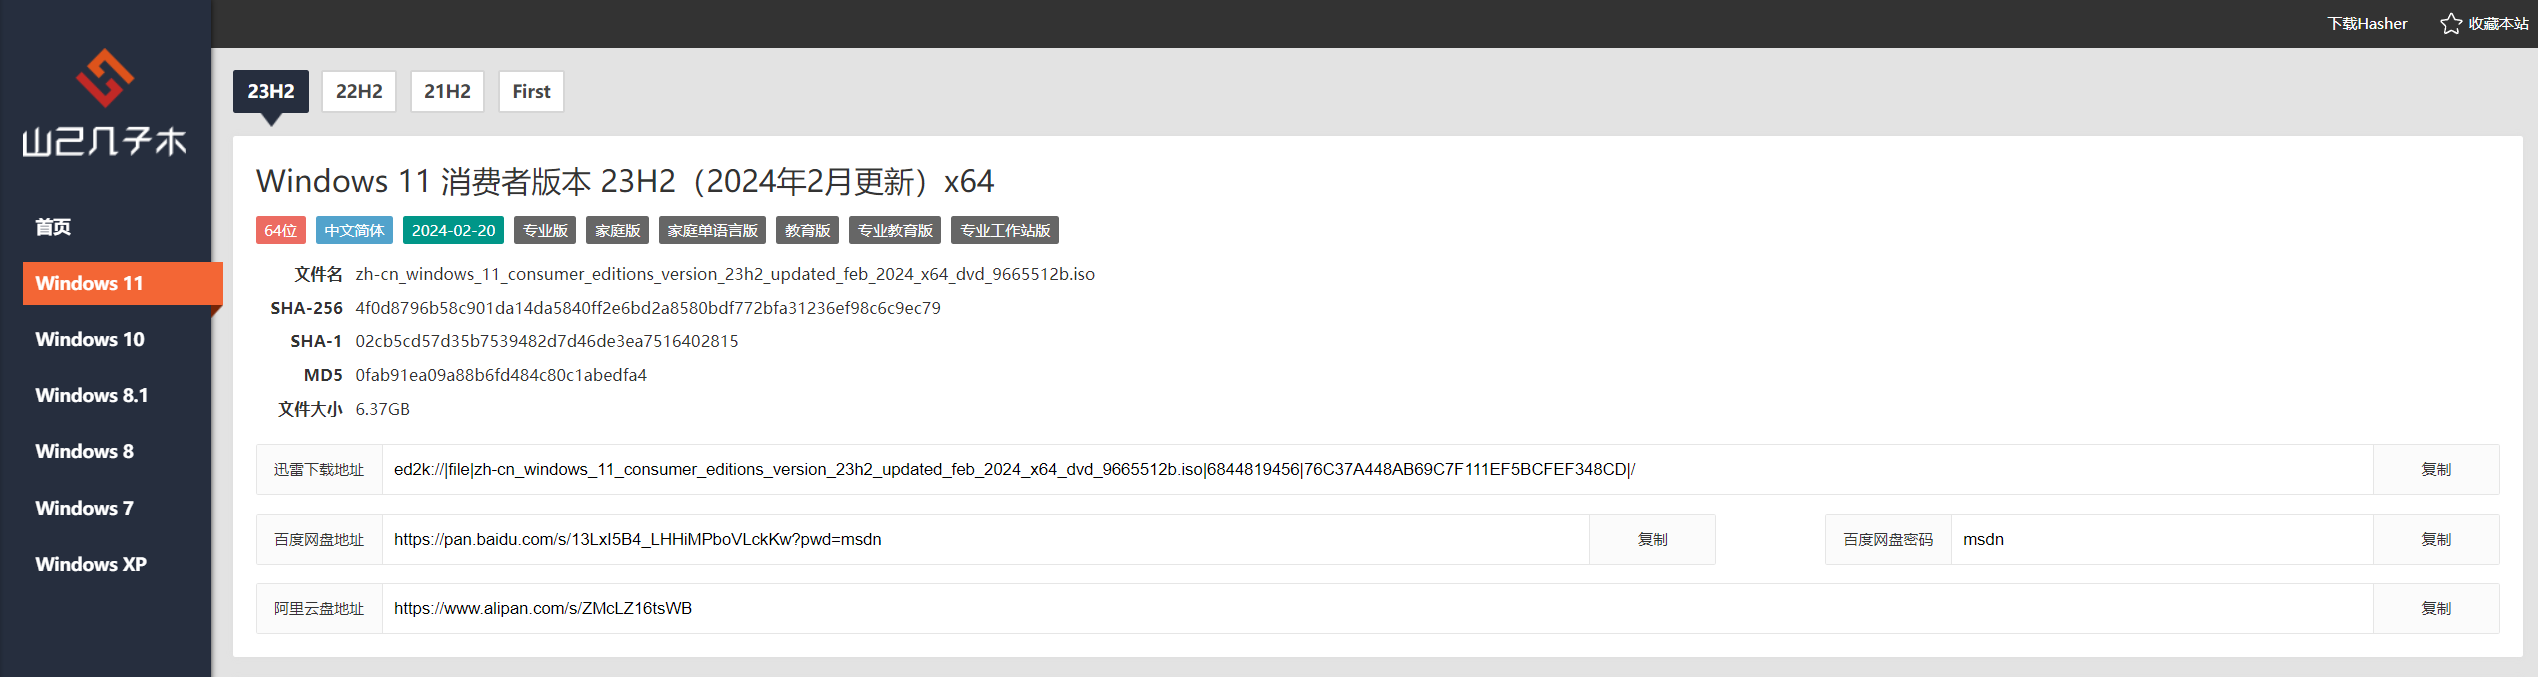 下载Hasher
收藏本站
山己几子木
首页
Windows 11
Windows 10
Windows 8.1
Windows 8
Windows 7
Windows XP
23H2
22H2
21H2
First
Windows 11 消费者版本 23H2（2024年2月更新）x64
64位 中文简体 2024-02-20 专业版 家庭版 家庭单语言版 教育版 专业教育版 专业工作站版
文件名 zh-cn_windows_11_consumer_editions_version_23h2_updated_feb_2024_x64_dvd_9665512b.iso
SHA-256 4f0d8796b58c901da14da5840ff2e6bd2a8580bdf772bfa31236ef98c6c9ec79
SHA-1 02cb5cd57d35b7539482d7d46de3ea7516402815
MD5 0fab91ea09a88b6fd484c80c1abedfa4
文件大小 6.37GB
迅雷下载地址 ed2k://|file|zh-cn_windows_11_consumer_editions_version_23h2_updated_feb_2024_x64_dvd_9665512b.iso|6844819456|76C37A448AB69C7F111EF5BCFEF348CD|/ 复制
百度网盘地址 https://pan.baidu.com/s/13LxI5B4_LHHiMPboVLckKw?pwd=msdn 复制 百度网盘密码 msdn 复制
阿里云盘地址 https://www.alipan.com/s/ZMcLZ16tsWB 复制